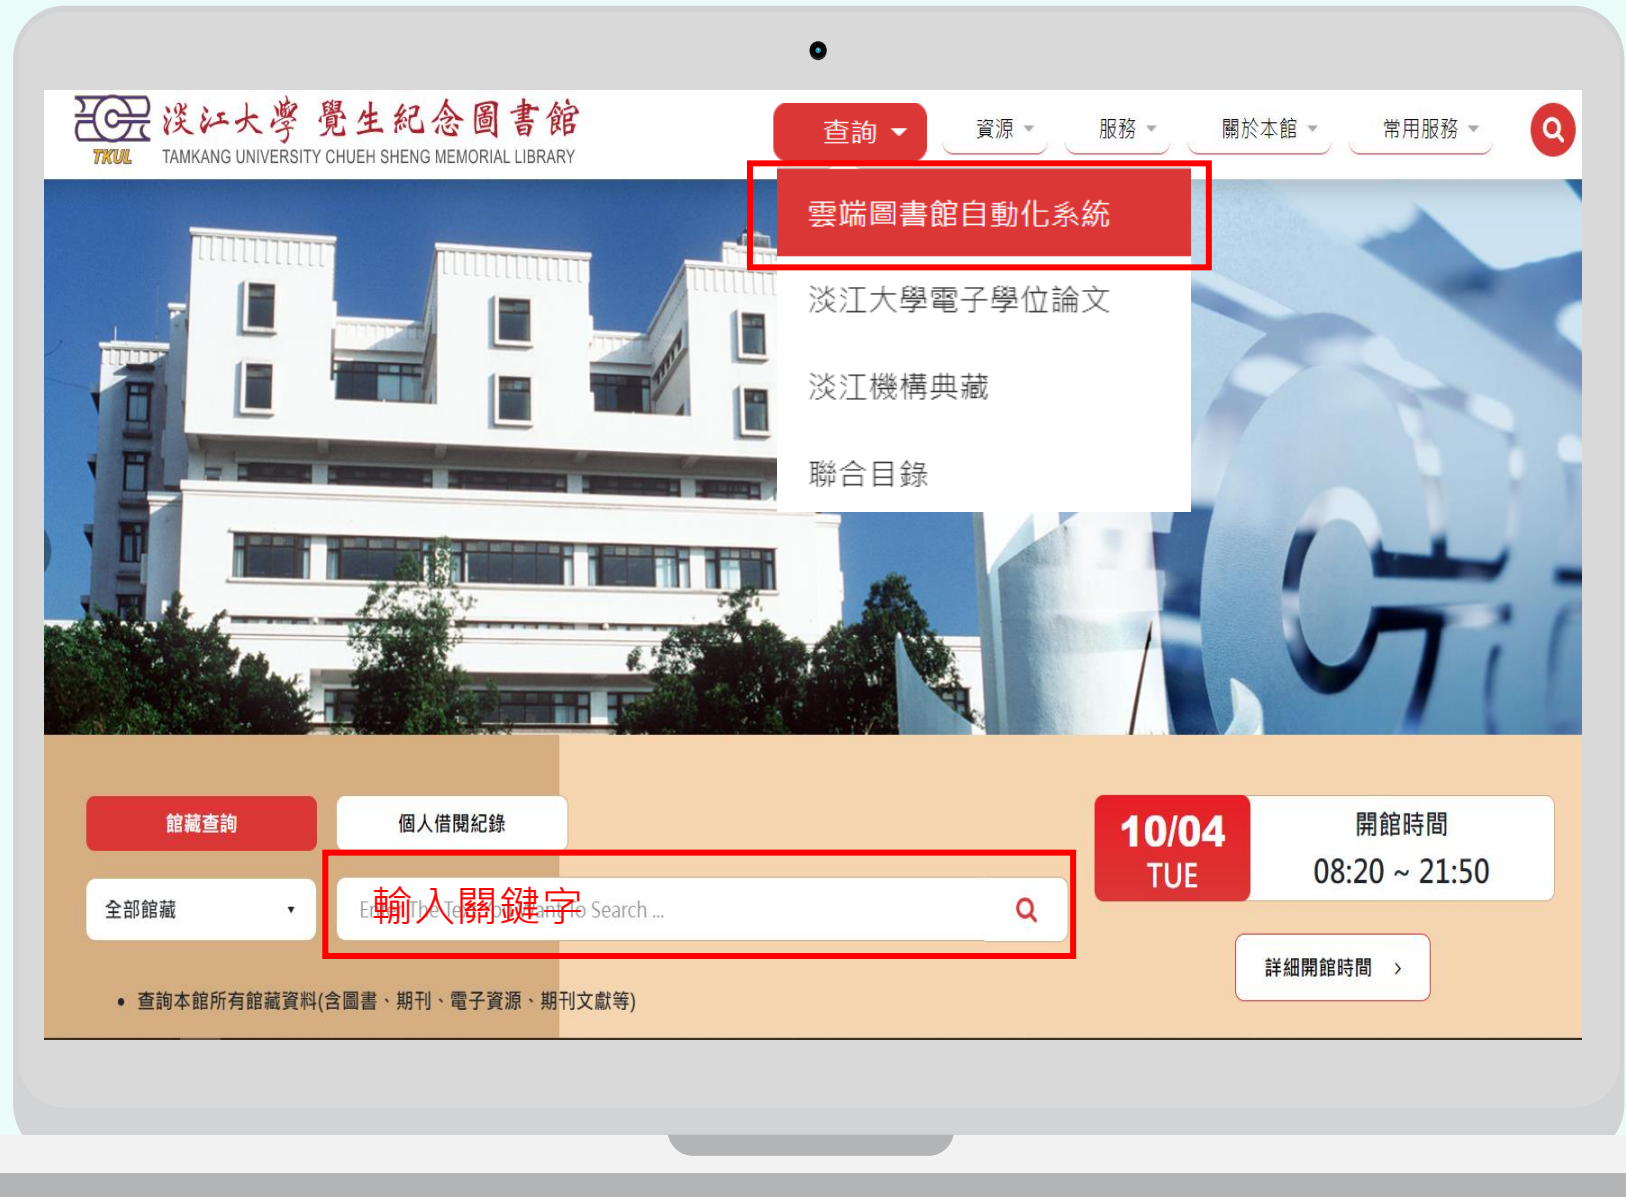 淡江大學 覺生紀念圖書館
TKUL TAMKANG UNIVERSITY CHUEH SHENG MEMORIAL LIBRARY
查詢 資源 服務 關於本館 常用服務
雲端圖書館自動化系統
淡江大學電子學位論文
淡江機構典藏
聯合目錄
館藏查詢 個人借閱紀錄
全部館藏
輸入關鍵字
Search ...
查詢本館所有館藏資料(含圖書、期刊、電子資源、期刊文獻等)
10/04
TUE
開館時間
08:20 ~ 21:50
詳細開館時間 >